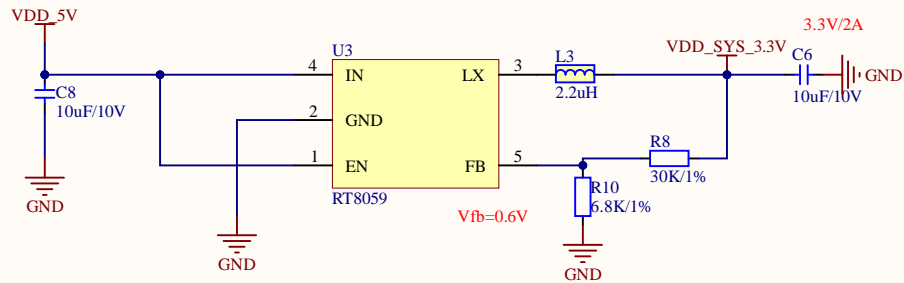 VDD_5V
3.3V/2A
U3
L3
VDD_SYS_3.3V
C6
4 IN LX 3
GND
C8
2.2uH
10uF/10V
10uF/10V
2 GND
R8
1 EN FB 5
30K/1%
R10
RT8059
6.8K/1%
Vfb=0.6V
GND
GND
GND